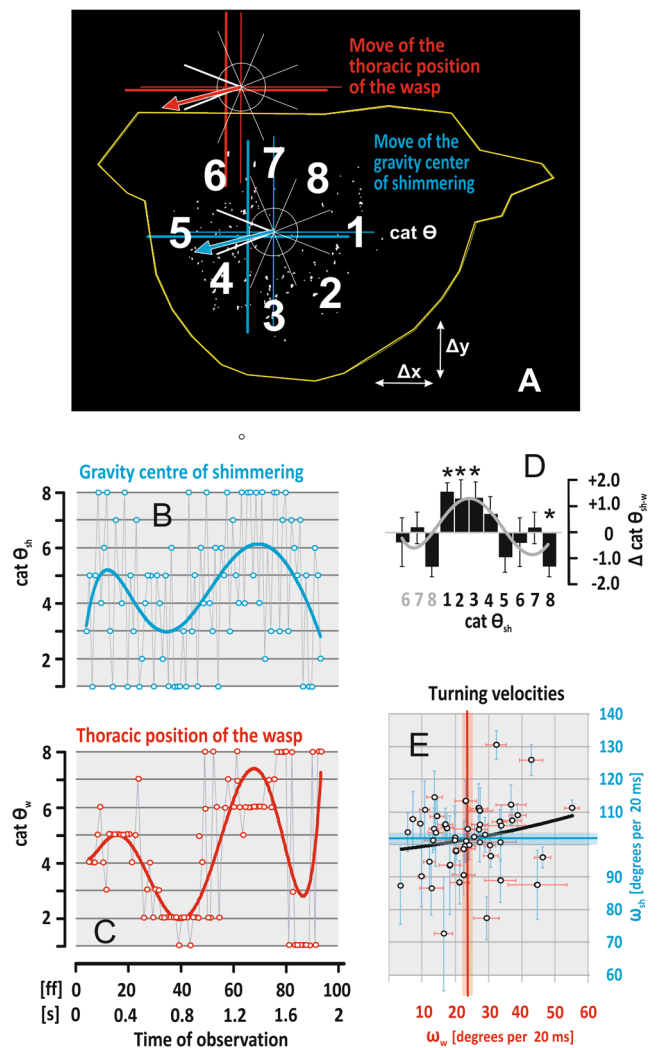 Move of the
thoracic position
of the wasp
Move of the
gravity center
of shimmering
6 7 8
5 1 cat Θ
4 3 2
Δy
Δx
A
Gravity centre of shimmering
B
cat Θsh
8
6
4
2
D
* * * *
+2.0
+1.0
0
-1.0
-2.0
Δ cat Θsh-w
6 7 8 1 2 3 4 5 6 7 8
cat Θsh
Thoracic position of the wasp
C
cat Θw
8
6
4
2
[ff] 0 20 40 60 80 100
[s] 0 0.4 0.8 1.2 1.6 2
Time of observation
Turning velocities
E
140
130
120
110
100
90
80
70
60
ωsh [degrees per 20 ms]
10 20 30 40 50 60
ωw [degrees per 20 ms]